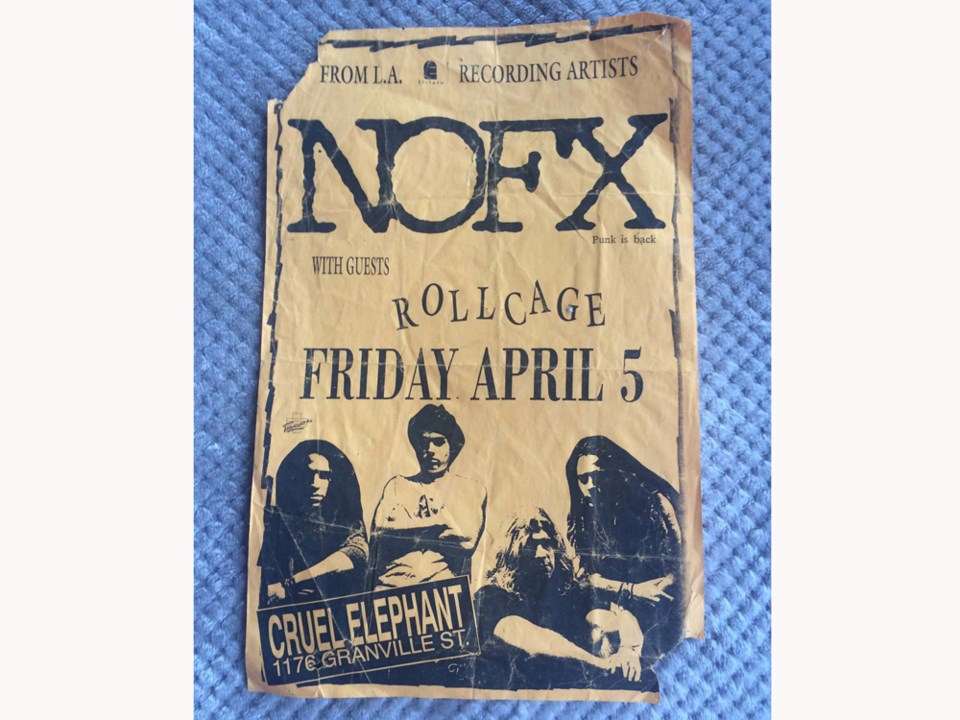 FROM L.A. RECORDING ARTISTS
NOFX
Punk is back
WITH GUESTS
ROLLCAGE
FRIDAY APRIL 5
CRUEL ELEPHANT
1176 GRANVILLE ST.